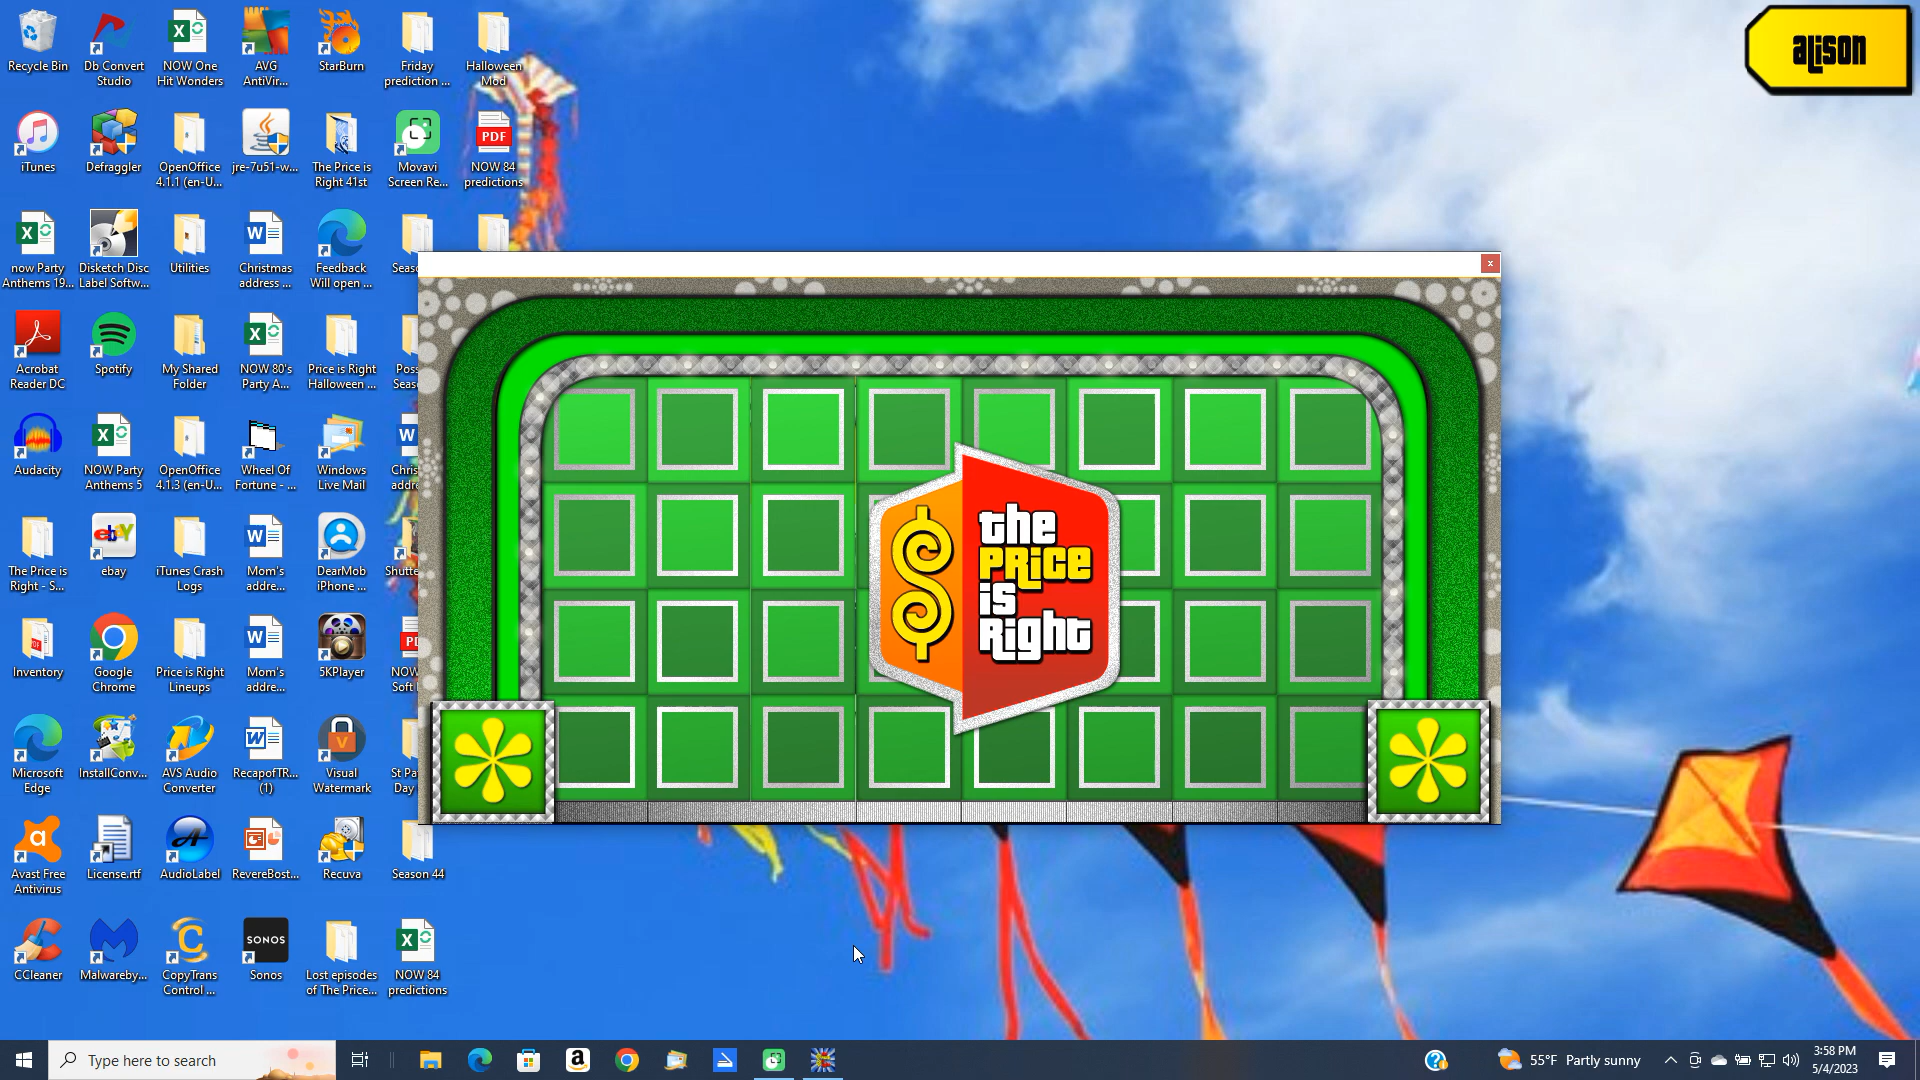 Recycle Bin
Db Convert
Studio
NOW One
Hit Wonders
AVG
AntiVir...
StarBurn
Friday
prediction ...
Halloween
Mod
alison
iTunes
Defraggler
OpenOffice
4.1.1 (en-U...
jre-7u51-w...
The Price is
Right 41st
Movavi
Screen Re...
PDF
NOW 84
predictions
now Party
Anthems 19...
Disketch Disc
Label Softw...
Utilities
Christmas
address ...
Feedback
Will open ...
Acrobat
Reader DC
Spotify
My Shared
Folder
NOW 80's
Party A...
Price is Right
Halloween ...
Audacity
NOW Party
Anthems 5
OpenOffice
4.1.3 (en-U...
Wheel Of
Fortune - ...
Windows
Live Mail
The Price is
Right - S...
ebay
iTunes Crash
Logs
Mom's
addre...
DearMob
iPhone ...
the
PRice
is
Right
Inventory
Google
Chrome
Price is Right
Lineups
Mom's
addre...
5KPlayer
NOW
Soft
Microsoft
Edge
InstallConv...
AVS Audio
Converter
RecapofTR...
(1)
Visual
Watermark
St Pa
Day
Avast Free
Antivirus
License.rtf
AudioLabel
RevereBost...
Recuva
Season 44
SONOS
CCleaner
Malwareby...
CopyTrans
Control ...
Sonos
Lost episodes
of The Price...
NOW 84
predictions
Type here to search
55°F Partly sunny
3:58 PM
5/4/2023